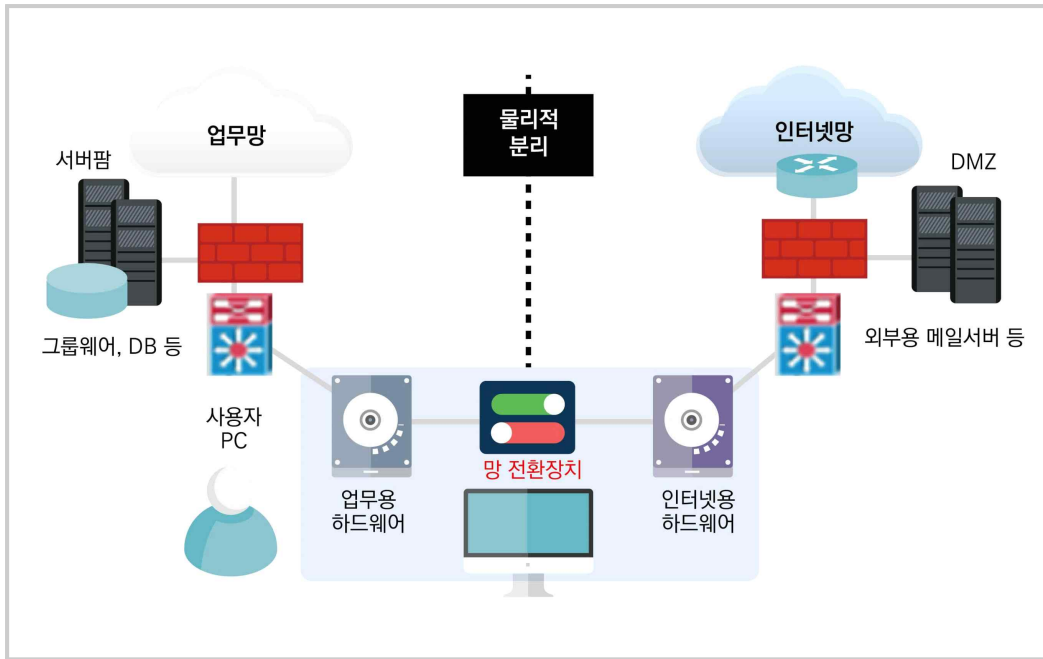 업무망
물리적
분리
인터넷망
서버팜
DMZ
그룹웨어, DB 등
외부용 메일서버 등
사용자
PC
망 전환장치
업무용
하드웨어
인터넷용
하드웨어